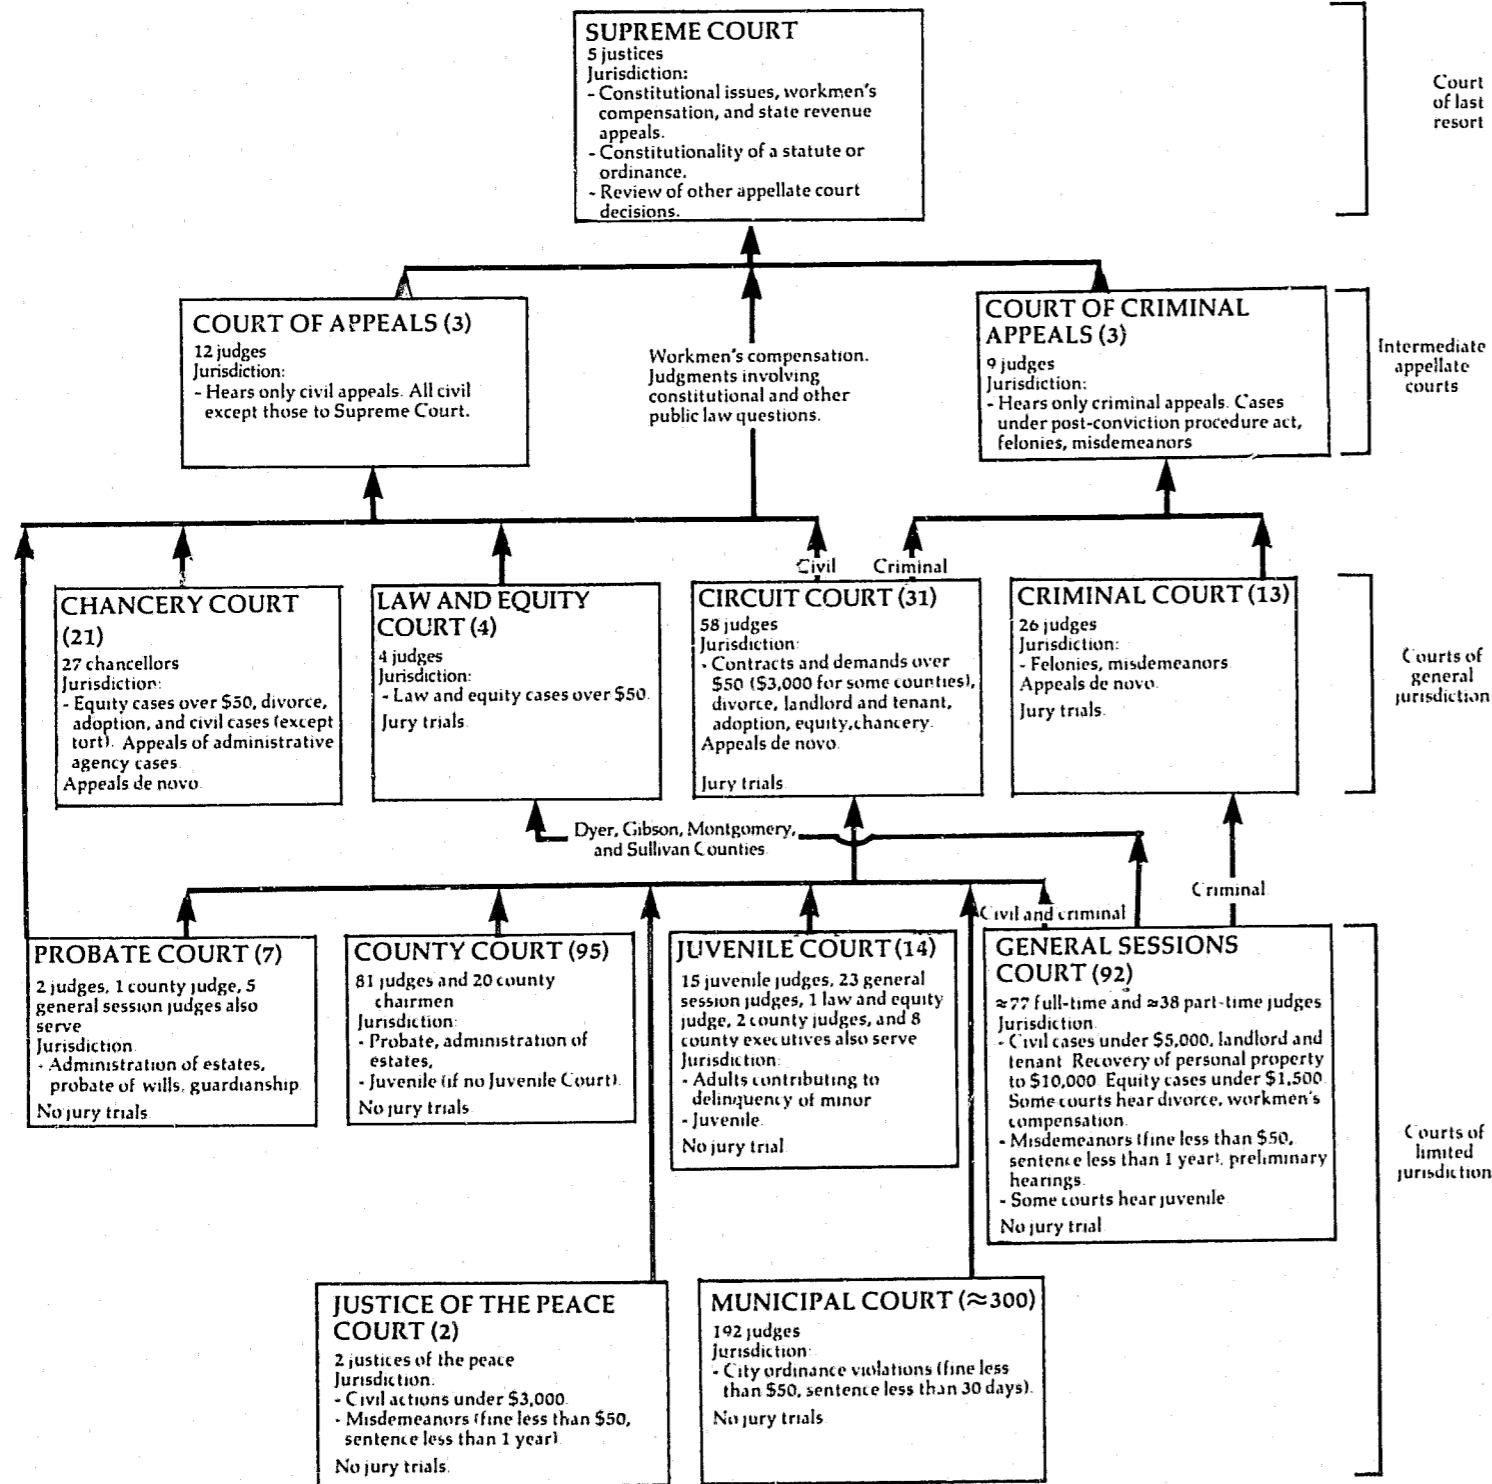 SUPREME COURT
5 justices
Jurisdiction:
- Constitutional issues, workmen's
compensation, and state revenue
appeals.
- Constitutionality of a statute or
ordinance.
- Review of other appellate court
decisions.
Court
of last
resort
COURT OF APPEALS (3)
12 judges
Jurisdiction:
- Hears only civil appeals. All civil
except those to Supreme Court.
Workmen's compensation.
Judgments involving
constitutional and other
public law questions.
COURT OF CRIMINAL
APPEALS (3)
9 judges
Jurisdiction:
- Hears only criminal appeals. Cases
under post-conviction procedure act,
felonies, misdemeanors
Intermediate
appellate
courts
Civil
Criminal
CHANCERY COURT
(21)
27 chancellors
Jurisdiction:
- Equity cases over $50, divorce,
adoption, and civil cases (except
tort). Appeals of administrative
agency cases.
Appeals de novo.
LAW AND EQUITY
COURT (4)
4 judges
Jurisdiction:
- Law and equity cases over $50.
Jury trials.
CIRCUIT COURT (31)
58 judges
Jurisdiction:
- Contracts and demands over
$50 ($3,000 for some counties),
divorce, landlord and tenant,
adoption, equity,chancery.
Appeals de novo.
Jury trials.
CRIMINAL COURT (13)
26 judges
Jurisdiction:
- Felonies, misdemeanors.
Appeals de novo.
Jury trials.
Courts of
general
jurisdiction
Dyer, Gibson, Montgomery,
and Sullivan Counties.
Criminal
Civil and criminal
PROBATE COURT (7)
2 judges, 1 county judge, 5
general session judges also
serve
Jurisdiction
- Administration of estates,
probate of wills, guardianship.
No jury trials.
COUNTY COURT (95)
81 judges and 20 county
chairmen
Jurisdiction:
- Probate, administration of
estates,
- Juvenile (if no Juvenile Court).
No jury trials.
JUVENILE COURT (14)
15 juvenile judges, 23 general
session judges, 1 law and equity
judge, 2 county judges, and 8
county executives also serve
Jurisdiction:
- Adults contributing to
delinquency of minor
- Juvenile.
No jury trial.
GENERAL SESSIONS
COURT (92)
≈77 full-time and ≈38 part-time judges
Jurisdiction
- Civil cases under $5,000, landlord and
tenant. Recovery of personal property
to $10,000. Equity cases under $1,500.
Some courts hear divorce, workmen's
compensation.
- Misdemeanors (fine less than $50,
sentence less than 1 year), preliminary
hearings.
- Some courts hear juvenile.
No jury trial.
Courts of
limited
jurisdiction
JUSTICE OF THE PEACE
COURT (2)
2 justices of the peace
Jurisdiction.
- Civil actions under $3,000.
- Misdemeanors (fine less than $50,
sentence less than 1 year).
No jury trials.
MUNICIPAL COURT (≈300)
192 judges
Jurisdiction:
- City ordinance violations (fine less
than $50, sentence less than 30 days).
No jury trials.